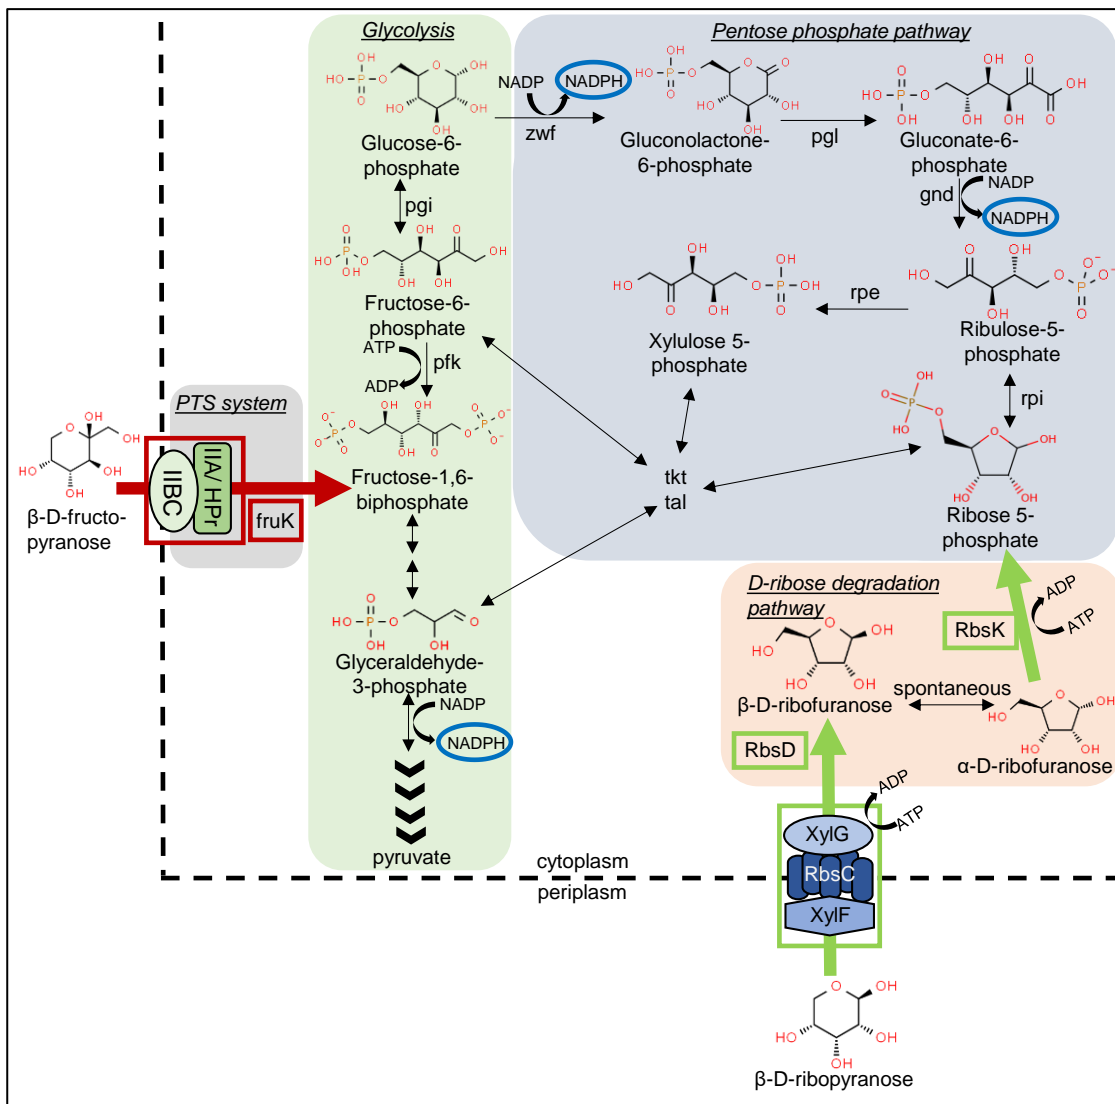 Glycolysis
Glucose-6-
phosphate
pgi
Fructose-6-
phosphate
ATP
ADP
pfk
Fructose-1,6-
biphosphate
Glyceraldehyde-
3-phosphate
NADP
NADPH
pyruvate
Pentose phosphate pathway
NADP
NADPH
zwf
Gluconolactone-
6-phosphate
pgl
Gluconate-6-
phosphate
gnd
NADP
NADPH
Ribulose-5-
phosphate
rpe
Xylulose 5-
phosphate
rpi
Ribose 5-
phosphate
tkt
tal
PTS system
β-D-fructo-
pyranose
IIBC
IIA/ HPr
fruK
D-ribose degradation
pathway
RbsK
ADP
ATP
β-D-ribofuranose
spontaneous
α-D-ribofuranose
RbsD
ADP
ATP
XylG
RbsC
XylF
cytoplasm
periplasm
β-D-ribopyranose